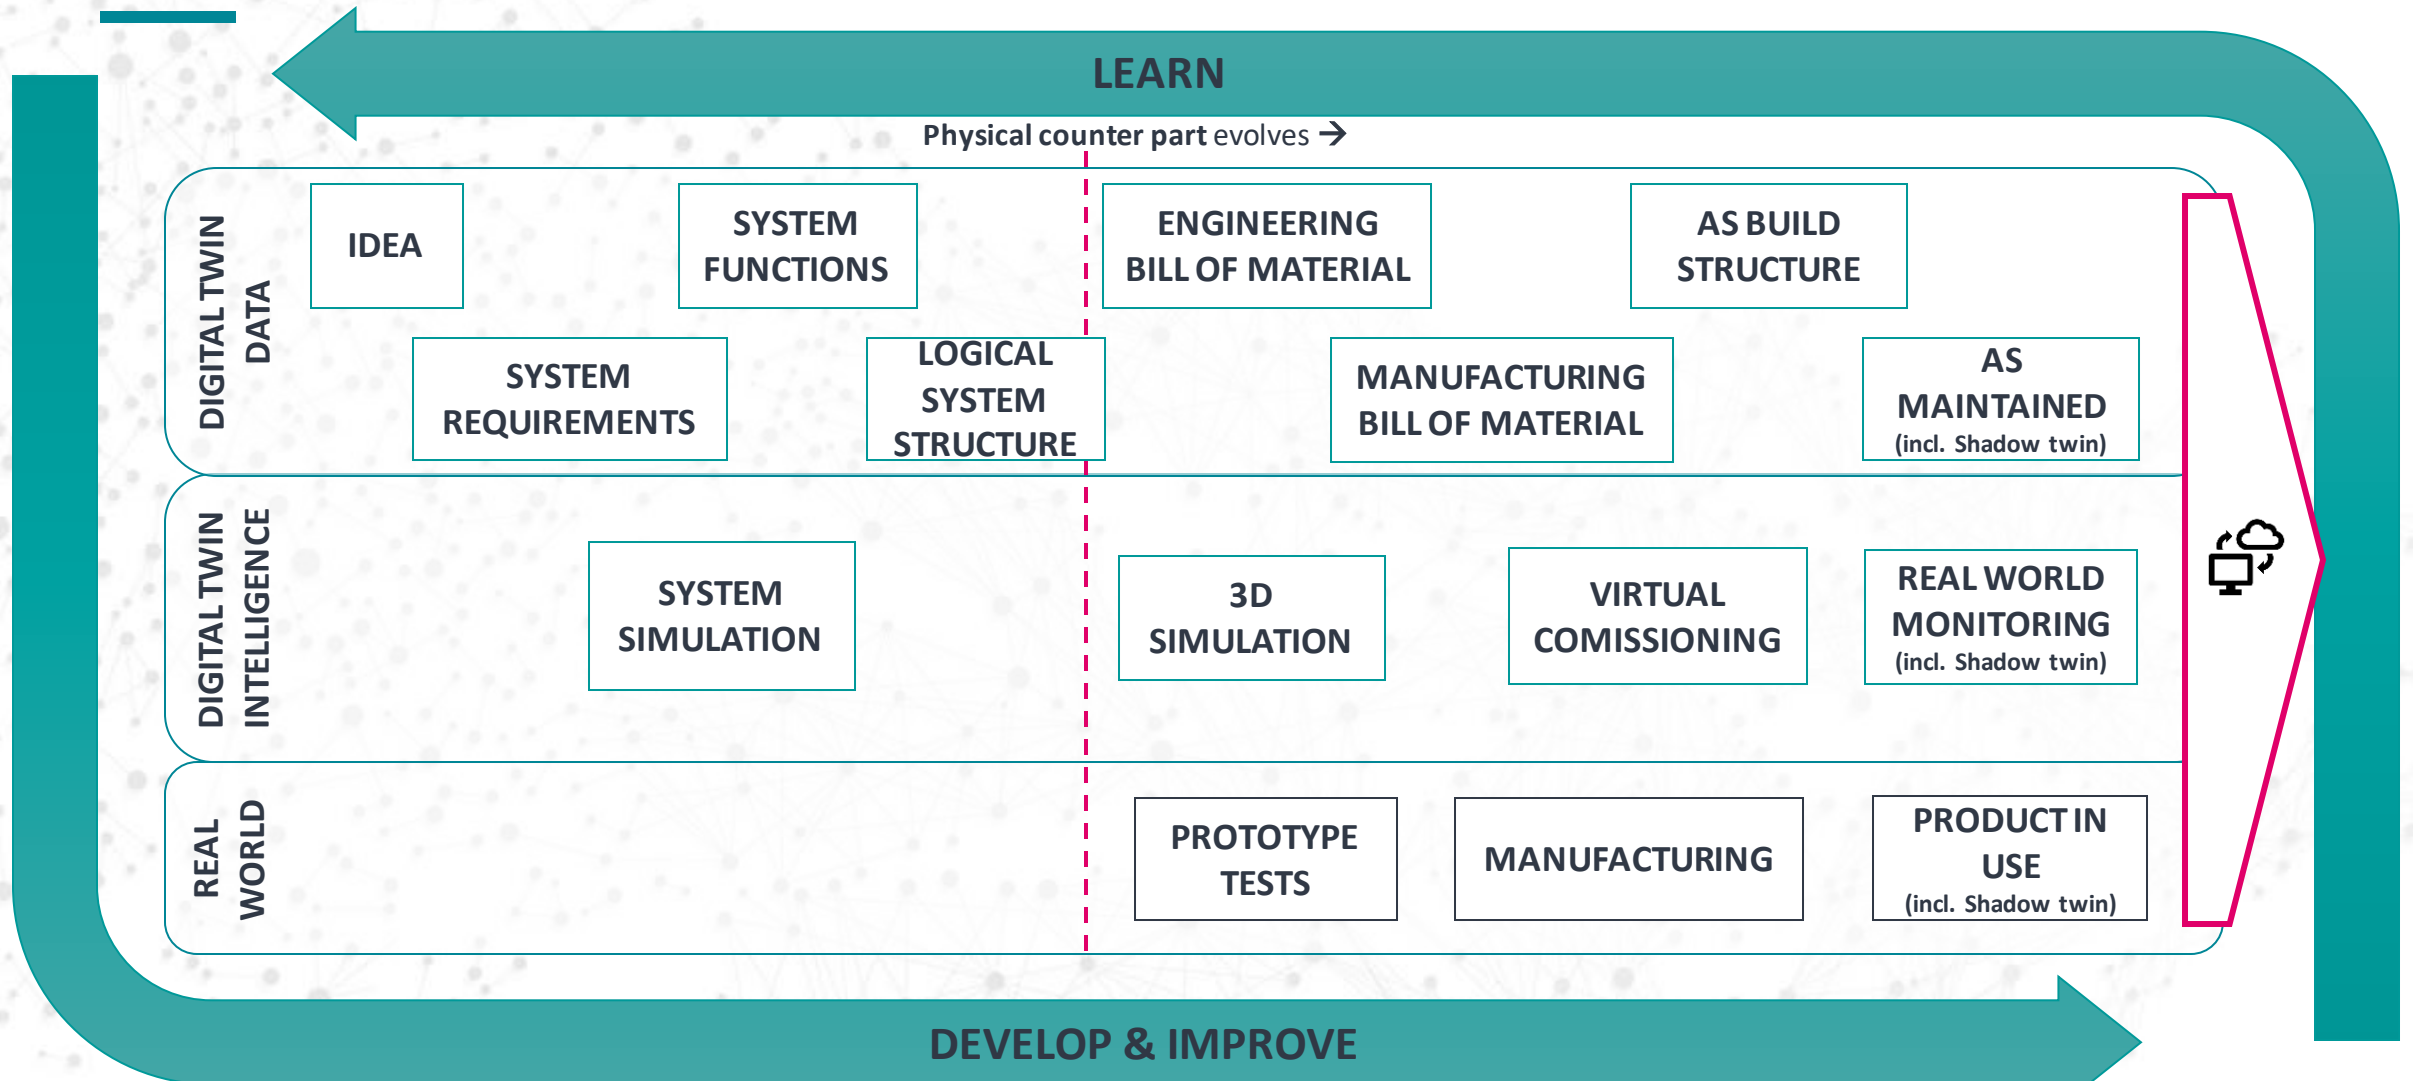 LEARN
Physical counter part evolves →
DIGITAL TWIN
DATA
IDEA
SYSTEM
FUNCTIONS
ENGINEERING
BILL OF MATERIAL
AS BUILD
STRUCTURE
SYSTEM
REQUIREMENTS
LOGICAL
SYSTEM
STRUCTURE
MANUFACTURING
BILL OF MATERIAL
AS
MAINTAINED
(incl. Shadow twin)
DIGITAL TWIN
INTELLIGENCE
SYSTEM
SIMULATION
3D
SIMULATION
VIRTUAL
COMISSIONING
REAL WORLD
MONITORING
(incl. Shadow twin)
REAL
WORLD
PROTOTYPE
TESTS
MANUFACTURING
PRODUCT IN
USE
(incl. Shadow twin)
DEVELOP & IMPROVE